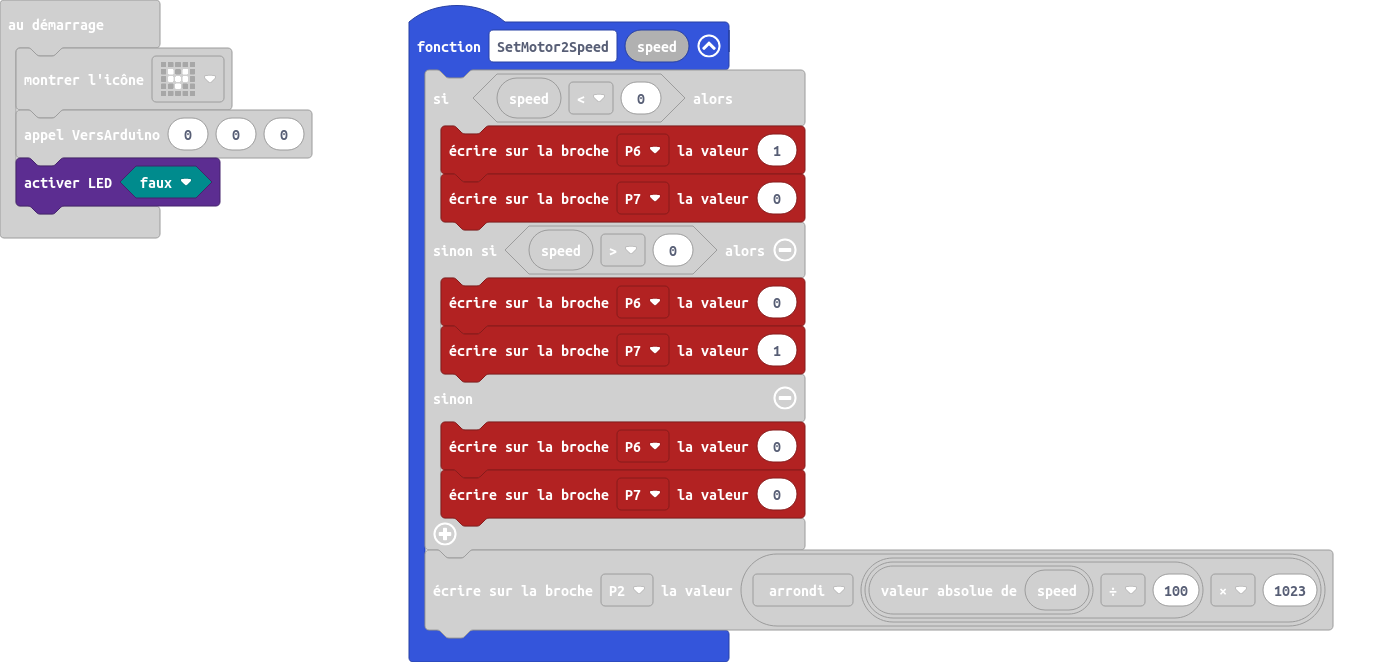 au démarrage
montrer l'icône
appel VersArduino 0 0 0
activer LED faux
fonction SetMotor2Speed speed
si speed < 0 alors
écrire sur la broche P6 la valeur 1
écrire sur la broche P7 la valeur 0
sinon si speed > 0 alors
écrire sur la broche P6 la valeur 0
écrire sur la broche P7 la valeur 1
sinon
écrire sur la broche P6 la valeur 0
écrire sur la broche P7 la valeur 0
écrire sur la broche P2 la valeur arrondi valeur absolue de speed ÷ 100 × 1023